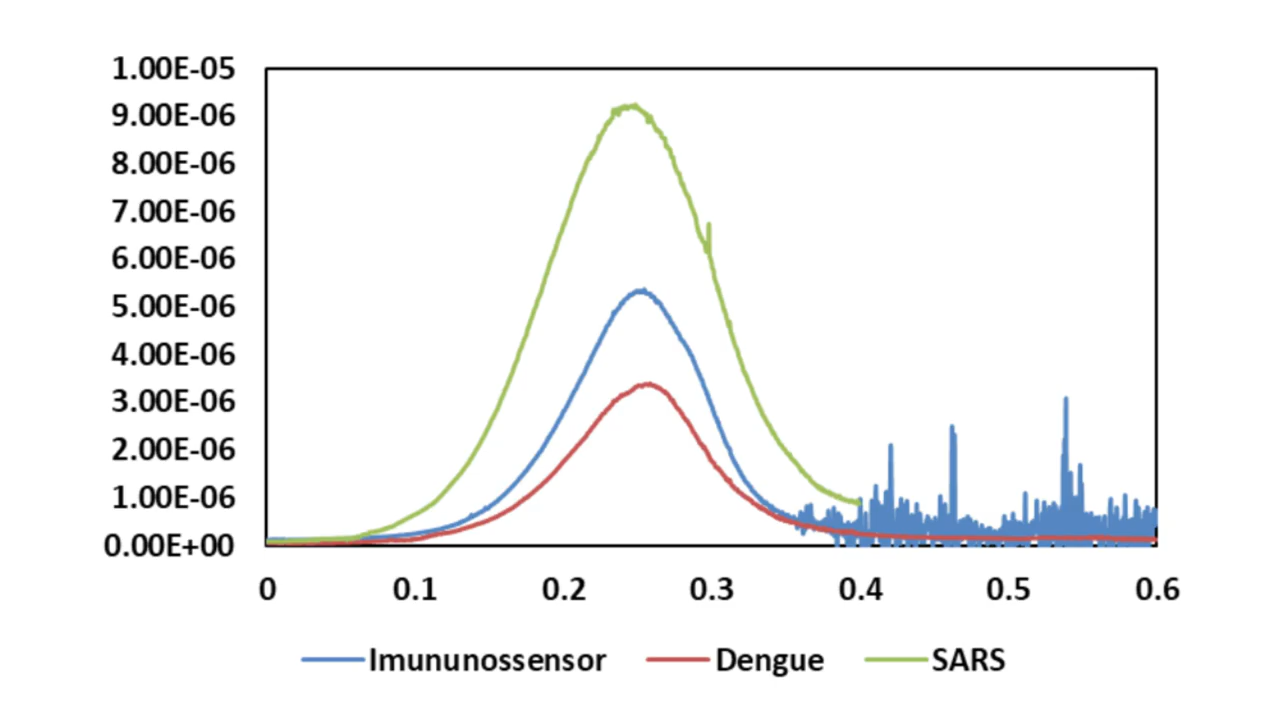 1.00E-05
9.00E-06
8.00E-06
7.00E-06
6.00E-06
5.00E-06
4.00E-06
3.00E-06
2.00E-06
1.00E-06
0.00E+00
0 0.1 0.2 0.3 0.4 0.5 0.6
Imununossensor Dengue SARS